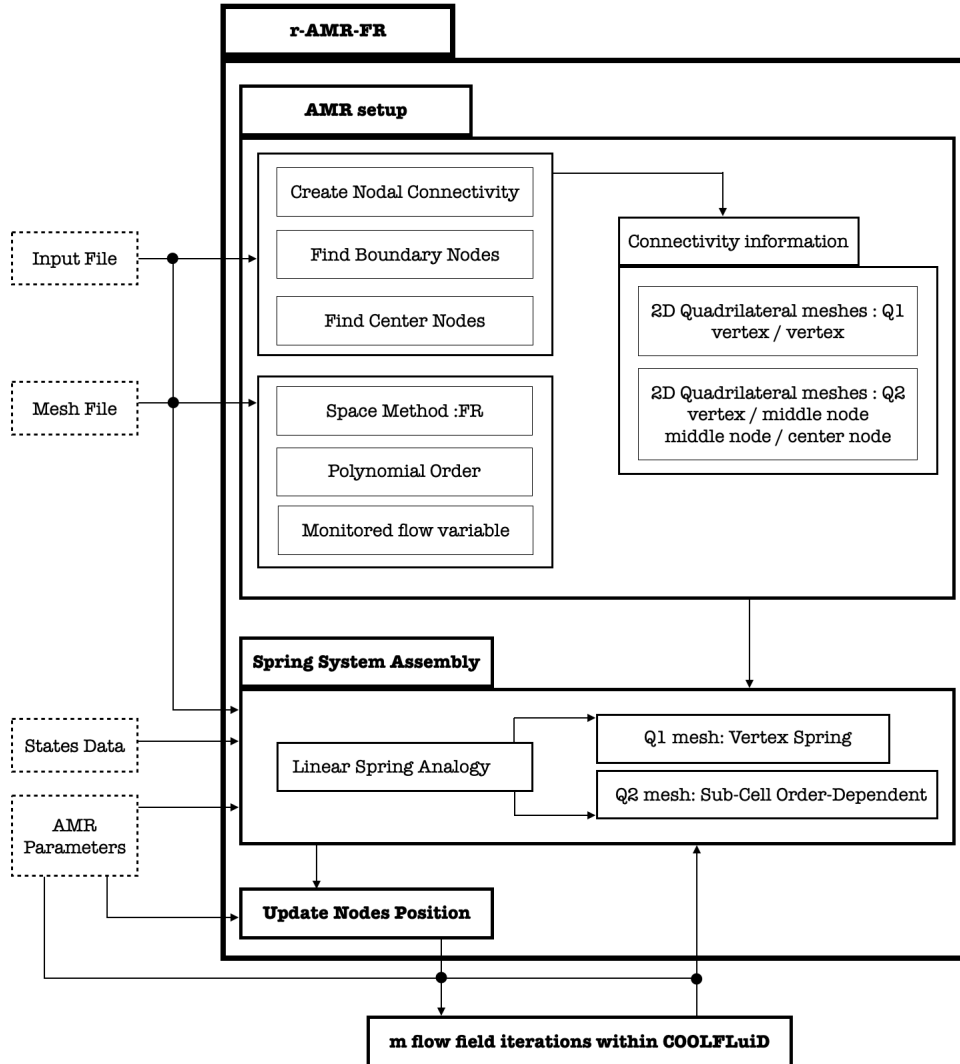 r-AMR-FR
AMR setup
Create Nodal Connectivity
Find Boundary Nodes
Find Center Nodes
Connectivity information
2D Quadrilateral meshes : Q1
vertex / vertex
2D Quadrilateral meshes : Q2
vertex / middle node
middle node / center node
Input File
Mesh File
Space Method :FR
Polynomial Order
Monitored flow variable
Spring System Assembly
States Data
AMR
Parameters
Linear Spring Analogy
Q1 mesh: Vertex Spring
Q2 mesh: Sub-Cell Order-Dependent
Update Nodes Position
m flow field iterations within COOLFLuiD